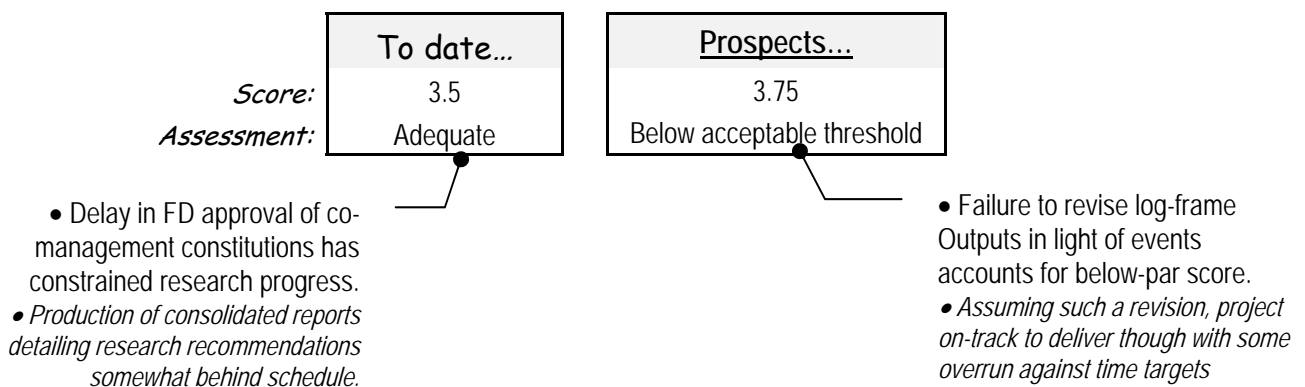 To date…
Prospects…
Score:
3.5
3.75
Assessment:
Adequate
Below acceptable threshold
• Delay in FD approval of co-
management constitutions has
constrained research progress.
• Production of consolidated reports
detailing research recommendations
somewhat behind schedule.
• Failure to revise log-frame
Outputs in light of events
accounts for below-par score.
• Assuming such a revision, project
on-track to deliver though with some
overrun against time targets